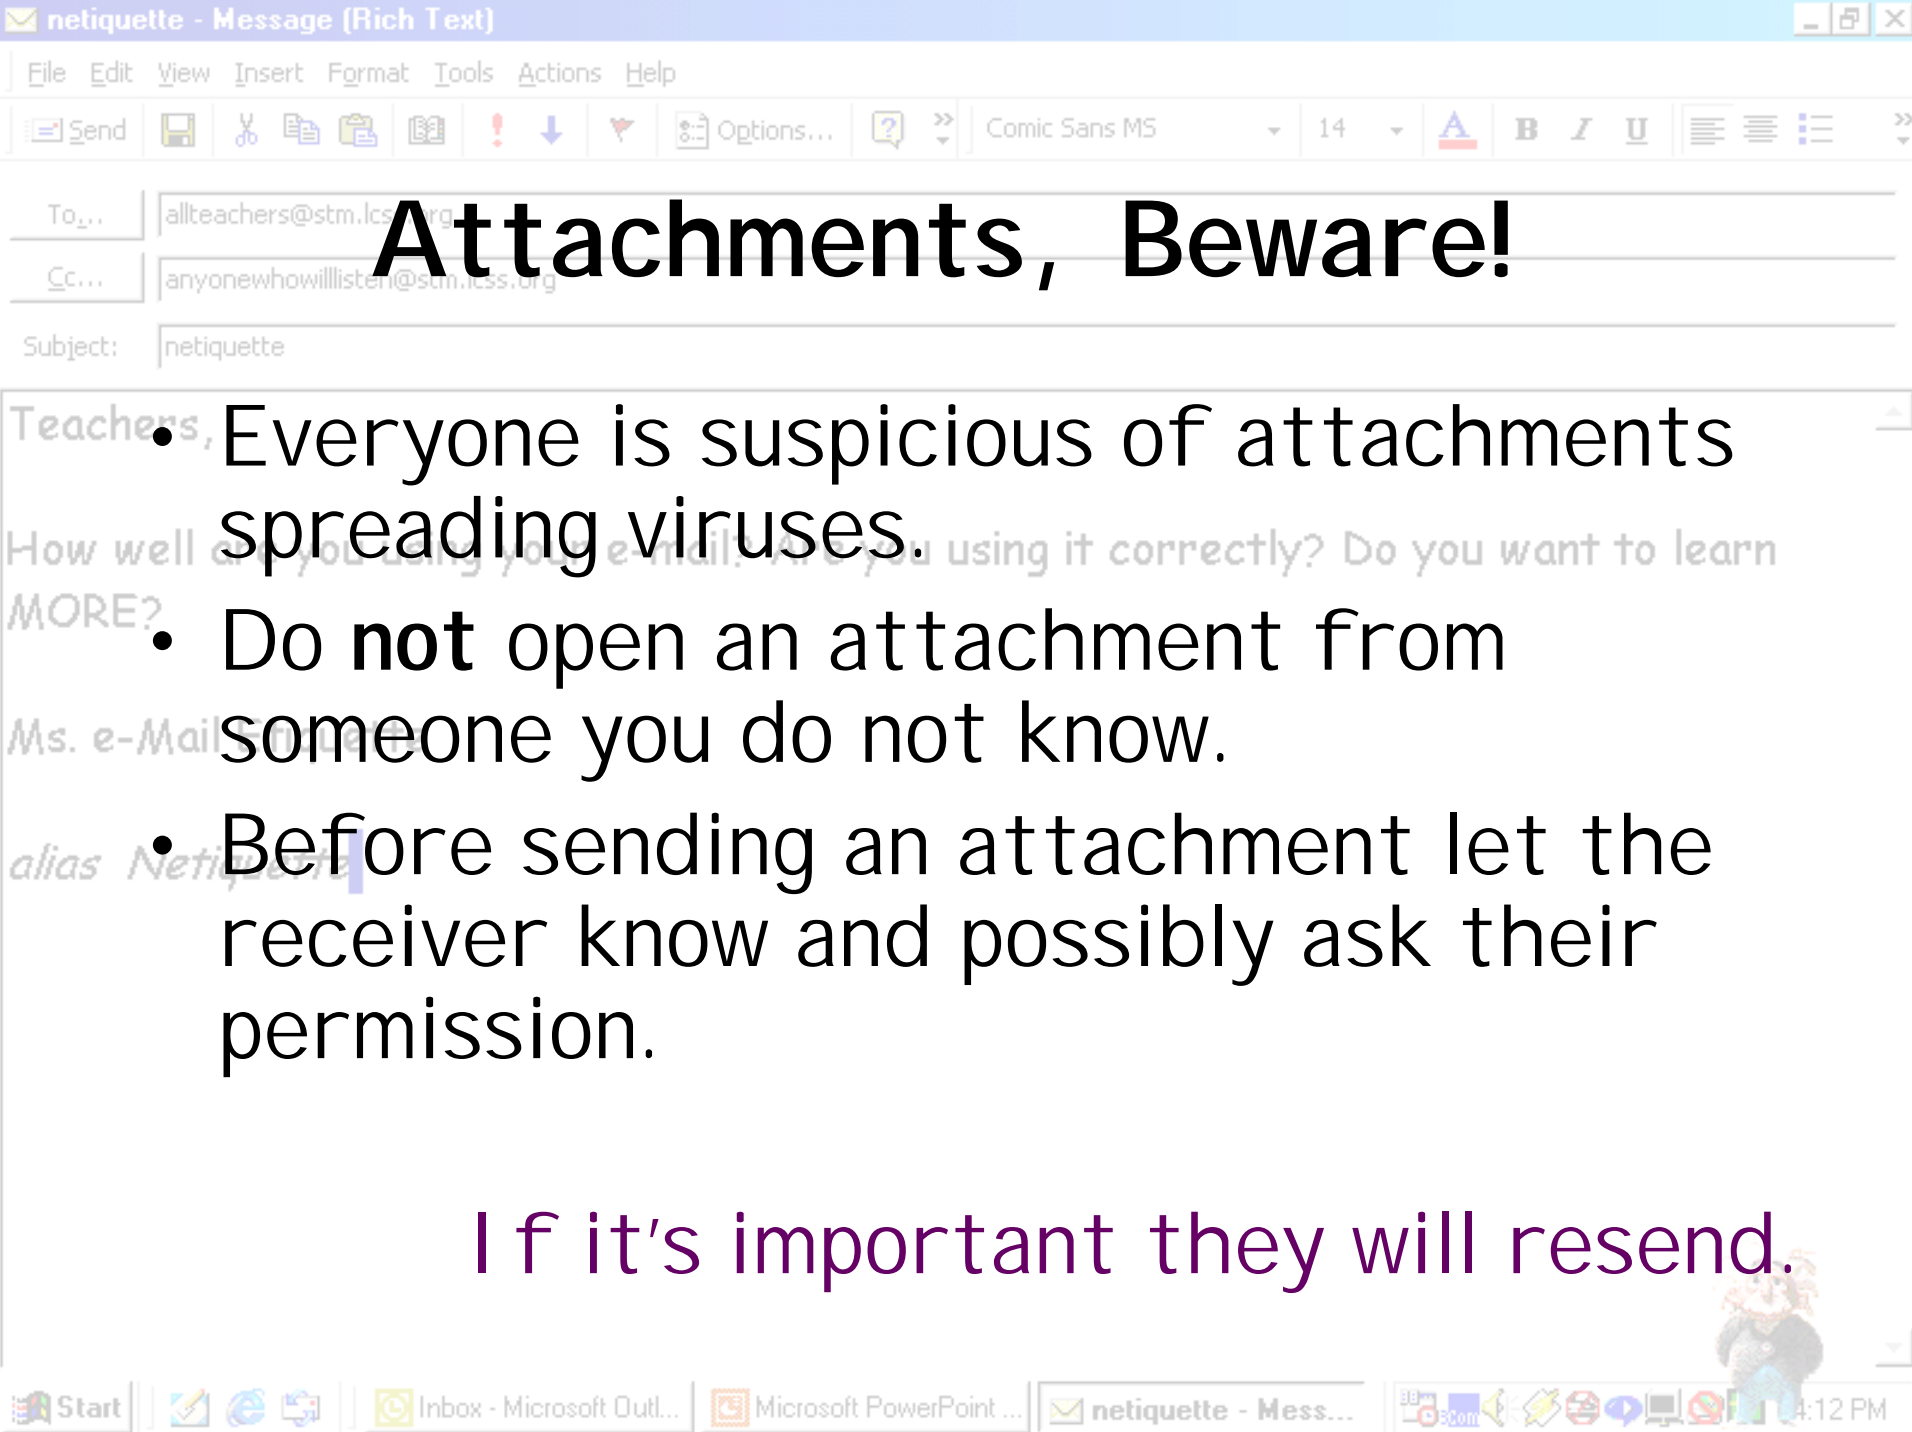 netiquette - Message (Rich Text)
File Edit View Insert Format Tools Actions Help
Send Options... Comic Sans MS 14 A B I U
To... allteachers@stm.lcs
Attachments, Beware!
Cc... anyonewhowilllisten@stm.lcss.org
Subject: netiquette
Teachers,
• Everyone is suspicious of attachments
spreading viruses.
How well are you using your e-mail? Are you using it correctly? Do you want to learn
MORE?
• Do not open an attachment from
someone you do not know.
Ms. e-Mail Etiquette
• Before sending an attachment let the
alias Netiquette
receiver know and possibly ask their
permission.
If it's important they will resend.
Start Inbox - Microsoft Outl... Microsoft PowerPoint ... netiquette - Mess... 4:12 PM